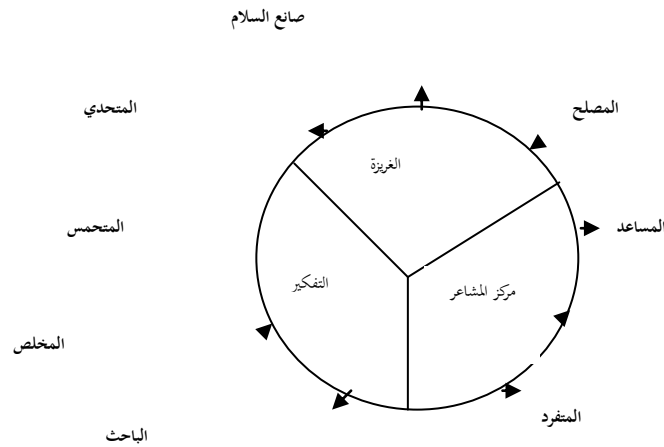 صانع السلام
المصلح
المتحدي
الغريزة
المساعد
المتحمس
مركز المشاعر
التفكير
المخلص
المتفرد
الباحث